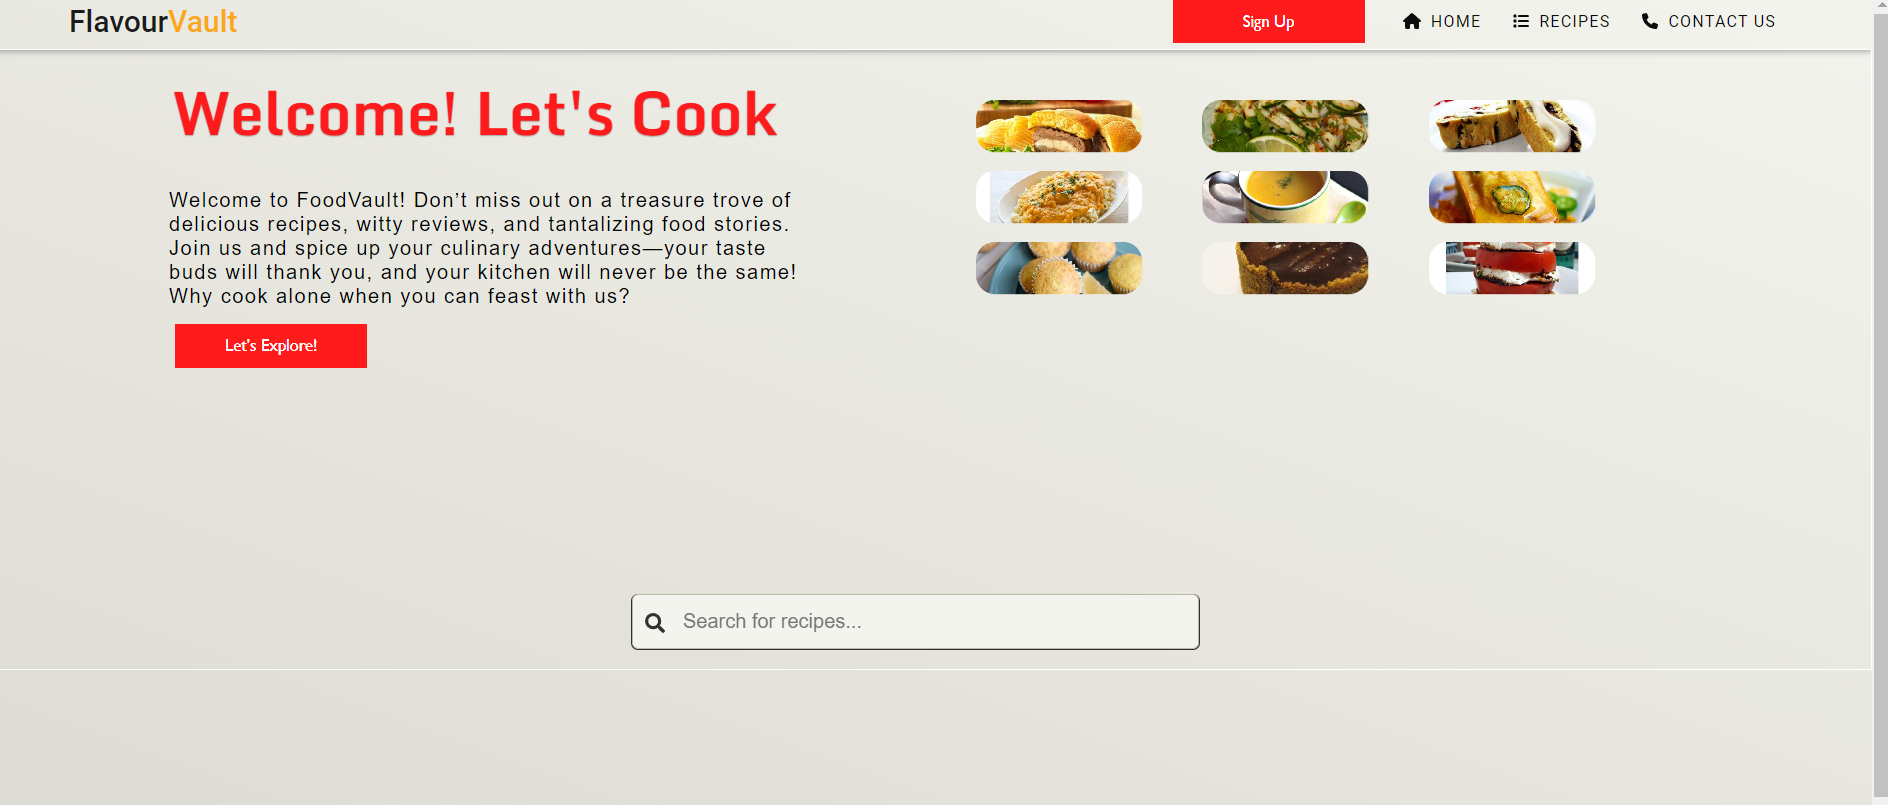 FlavourVault
Sign Up
HOME
RECIPES
CONTACT US
Welcome! Let's Cook
Welcome to FoodVault! Don’t miss out on a treasure trove of
delicious recipes, witty reviews, and tantalizing food stories.
Join us and spice up your culinary adventures—your taste
buds will thank you, and your kitchen will never be the same!
Why cook alone when you can feast with us?
Let's Explore!
Search for recipes...